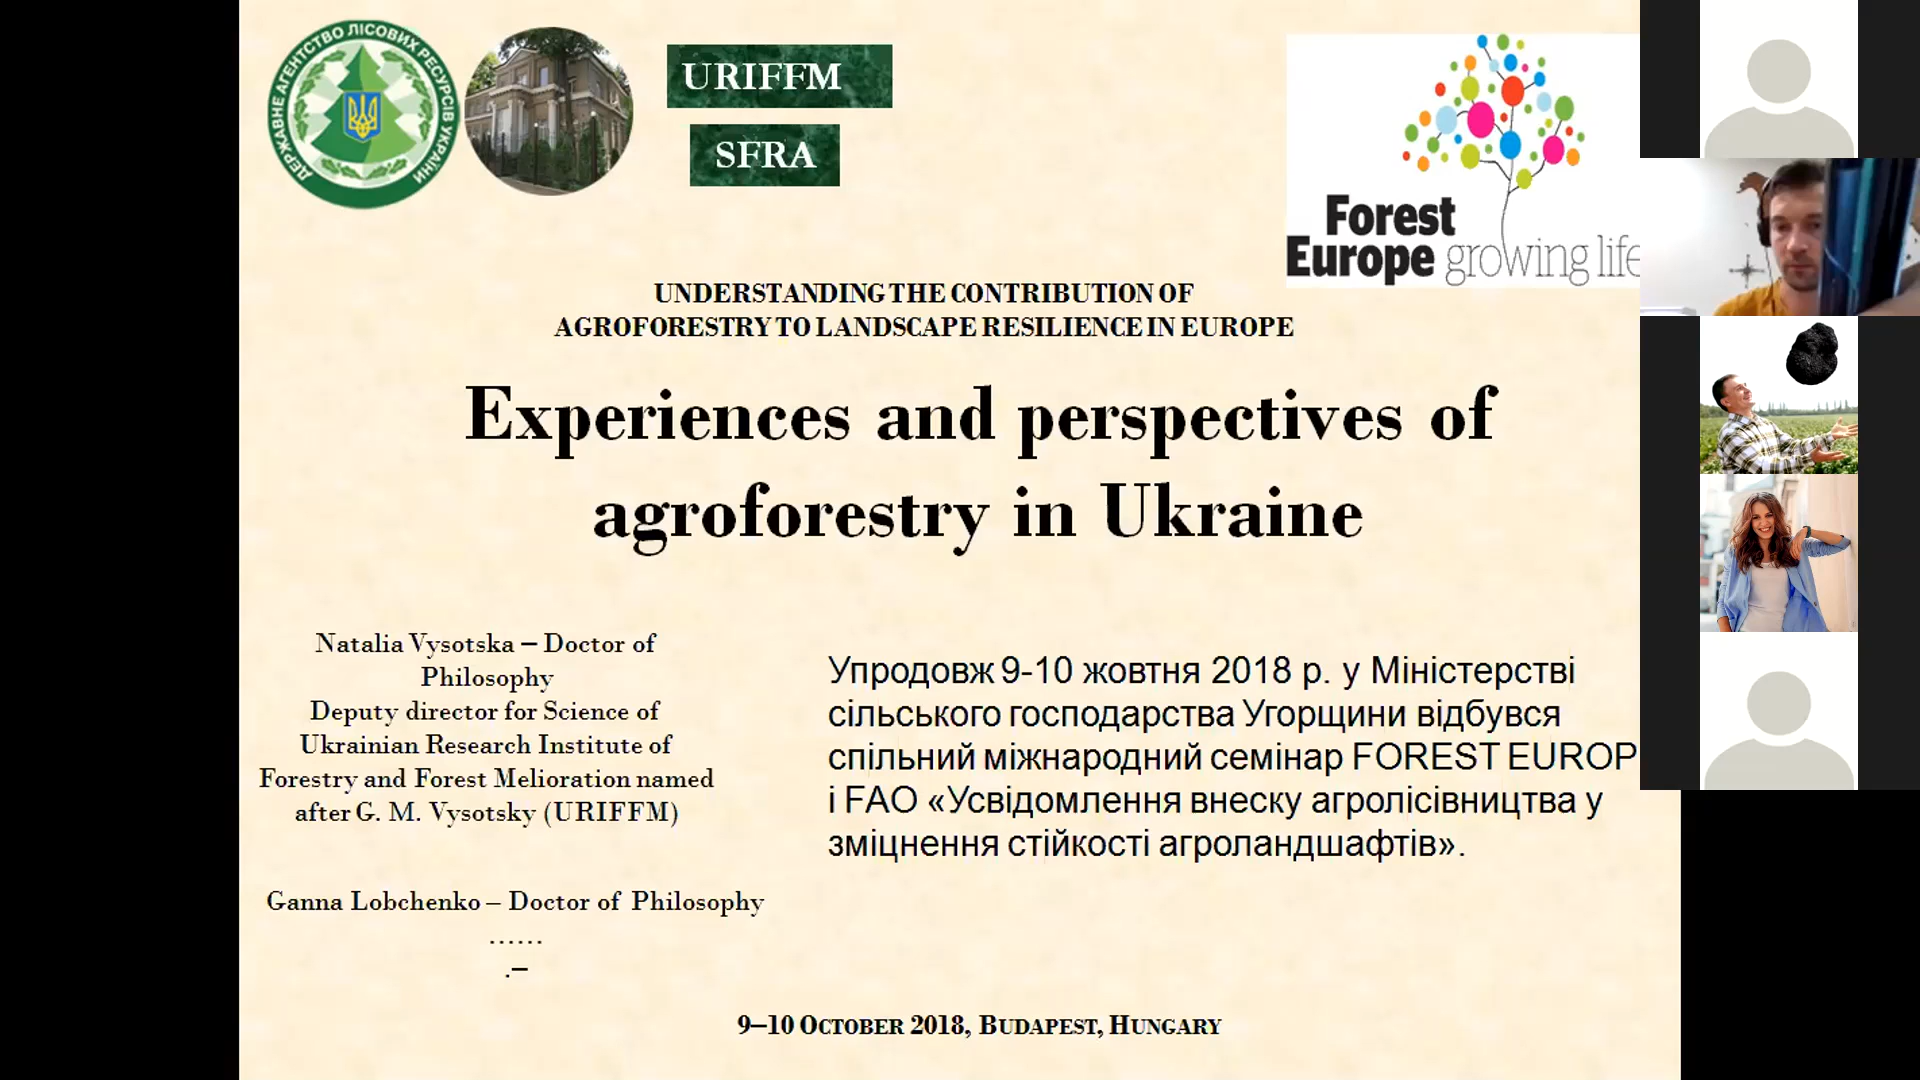 ДЕРЖАВНЕ АГЕНТСТВО ЛІСОВИХ РЕСУРСІВ УКРАЇНИ
URIFFM
SFRA
Forest
Europe growing life
UNDERSTANDING THE CONTRIBUTION OF
AGROFORESTRY TO LANDSCAPE RESILIENCE IN EUROPE
Experiences and perspectives of
agroforestry in Ukraine
Natalia Vysotska – Doctor of
Philosophy
Deputy director for Science of
Ukrainian Research Institute of
Forestry and Forest Melioration named
after G. M. Vysotsky (URIFFM)
Ganna Lobchenko – Doctor of Philosophy
......
.–
Упродовж 9-10 жовтня 2018 р. у Міністерстві
сільського господарства Угорщини відбувся
спільний міжнародний семінар FOREST EUROP
і FAO «Усвідомлення внеску агролісівництва у
зміцнення стійкості агроландшафтів».
9–10 OCTOBER 2018, BUDAPEST, HUNGARY